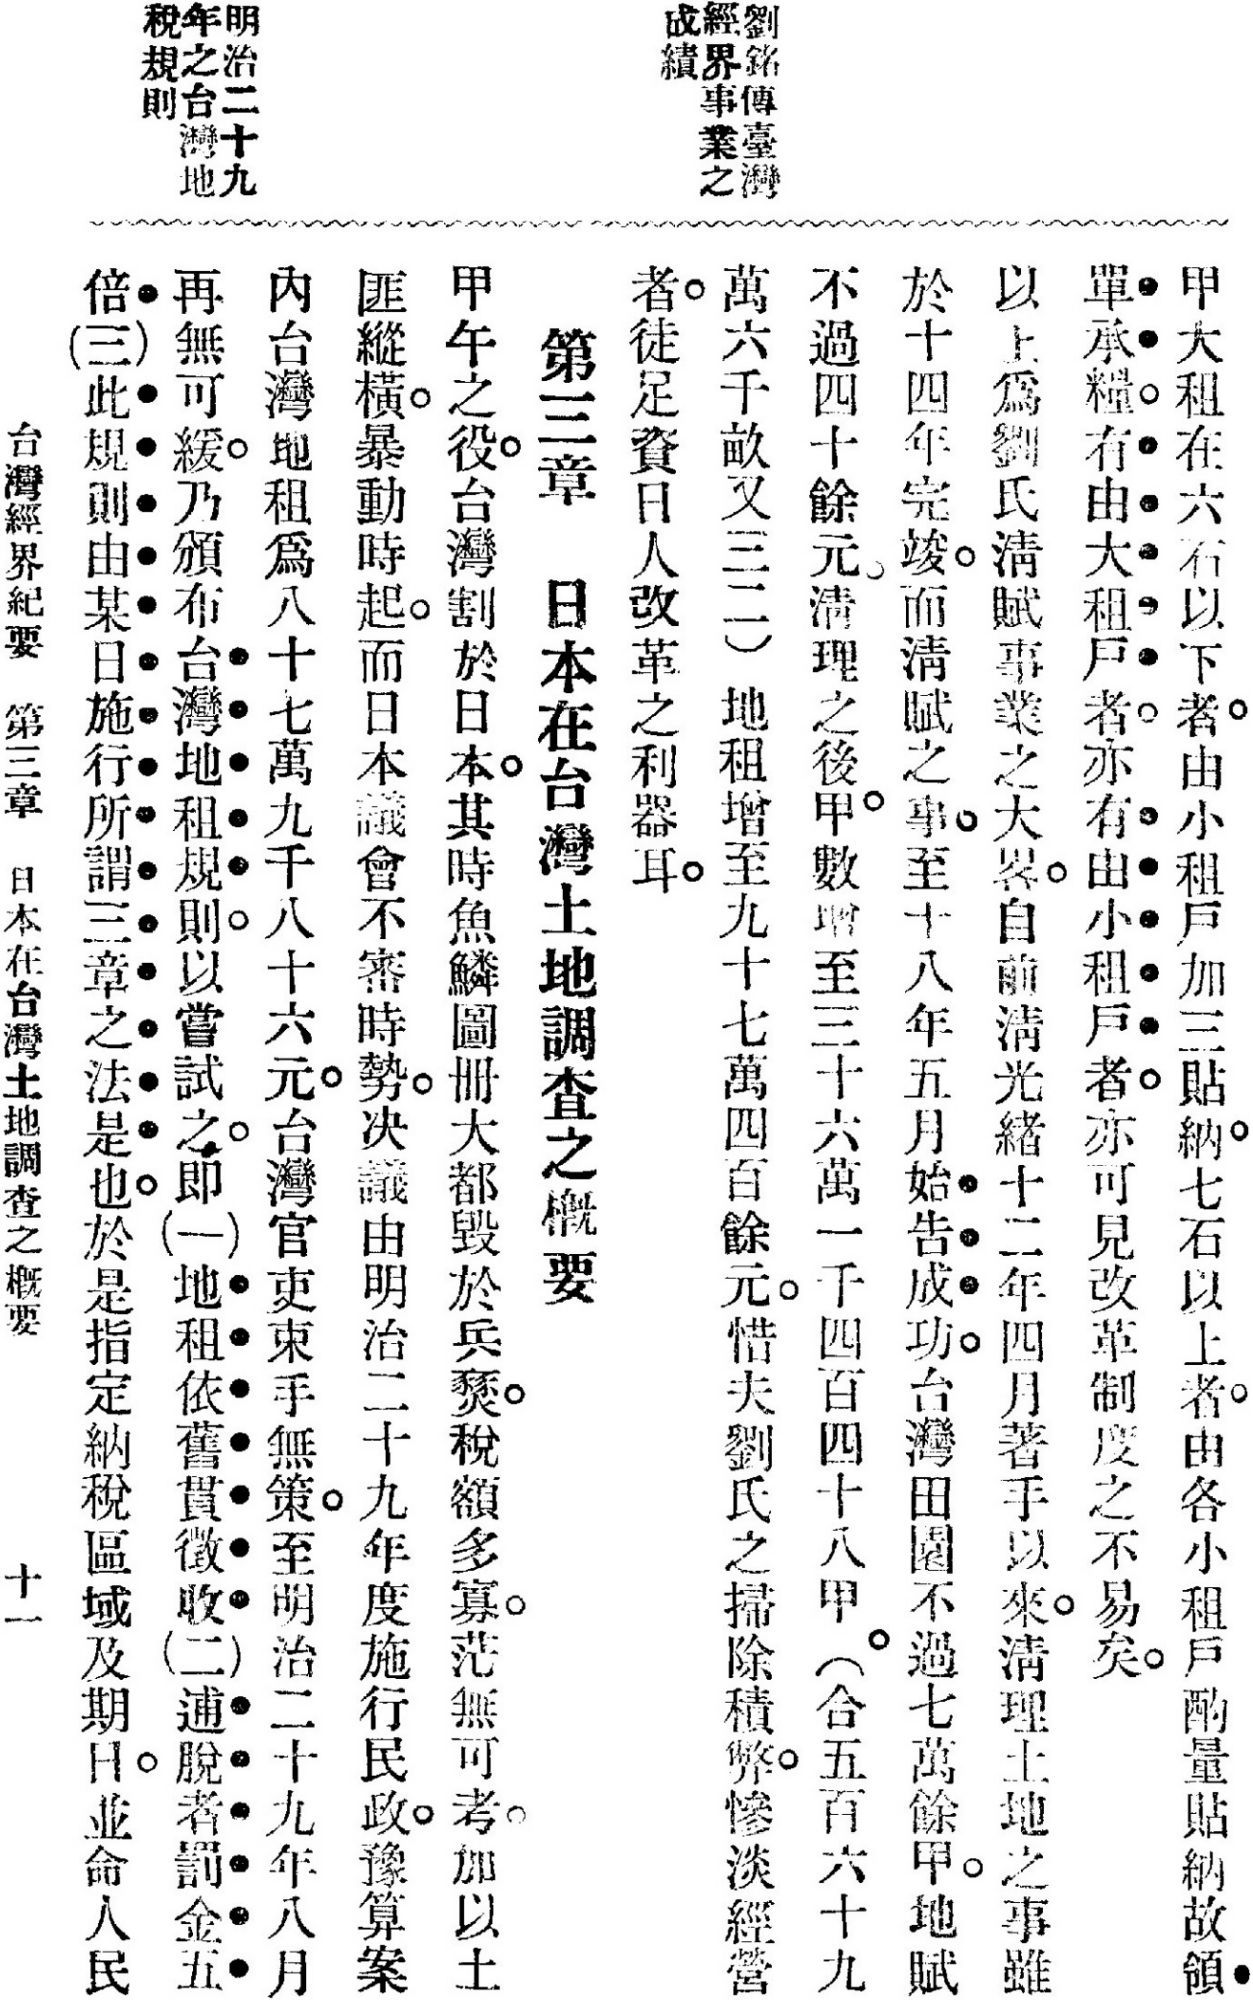 劉銘傳臺灣
經界事業之
成績
明治二十九
年之台灣地
稅規則
甲大租在六石以下者。由小租戶加三貼納。七石以上者。由各小租戶酌量貼納故領
單承糧。有由大租戶者。亦有由小租戶者。亦可見改革制度之不易矣。
以上爲劉氏淸賦事業之大畧。自前淸光緒十二年四月著手以來。淸理土地之事雖
於十四年完竣。而淸賦之事。至十八年五月始告成功。台灣田園不過七萬餘甲。地賦
不過四十餘元。淸理之後。甲數增至三十六萬一千四百四十八甲。（合五百六十九
萬六千畝又三二）地租增至九十七萬四百餘元。惜夫劉氏之掃除積弊。慘淡經營
者。徒足資日人改革之利器耳。
第三章　日本在台灣土地調查之槪要
甲午之役。台灣割於日本。其時魚鱗圖册大都毀於兵燹。稅額多寡。茫無可考。加以土
匪縱橫。暴動時起。而日本議會不審時勢。决議由明治二十九年度施行民政。豫算案
內台灣地租爲八十七萬九千八十六元。台灣官吏束手無策。至明治二十九年八月
再無可緩。乃頒布台灣地租規則。以嘗試之。卽(一)地租依舊貫徵收(二)逋脫者罰金五
倍(三)此規則由某日施行所謂三章之法是也。於是指定納稅區域及期日。並命人民
台灣經界紀要　第三章　日本在台灣土地調查之槪要　十一